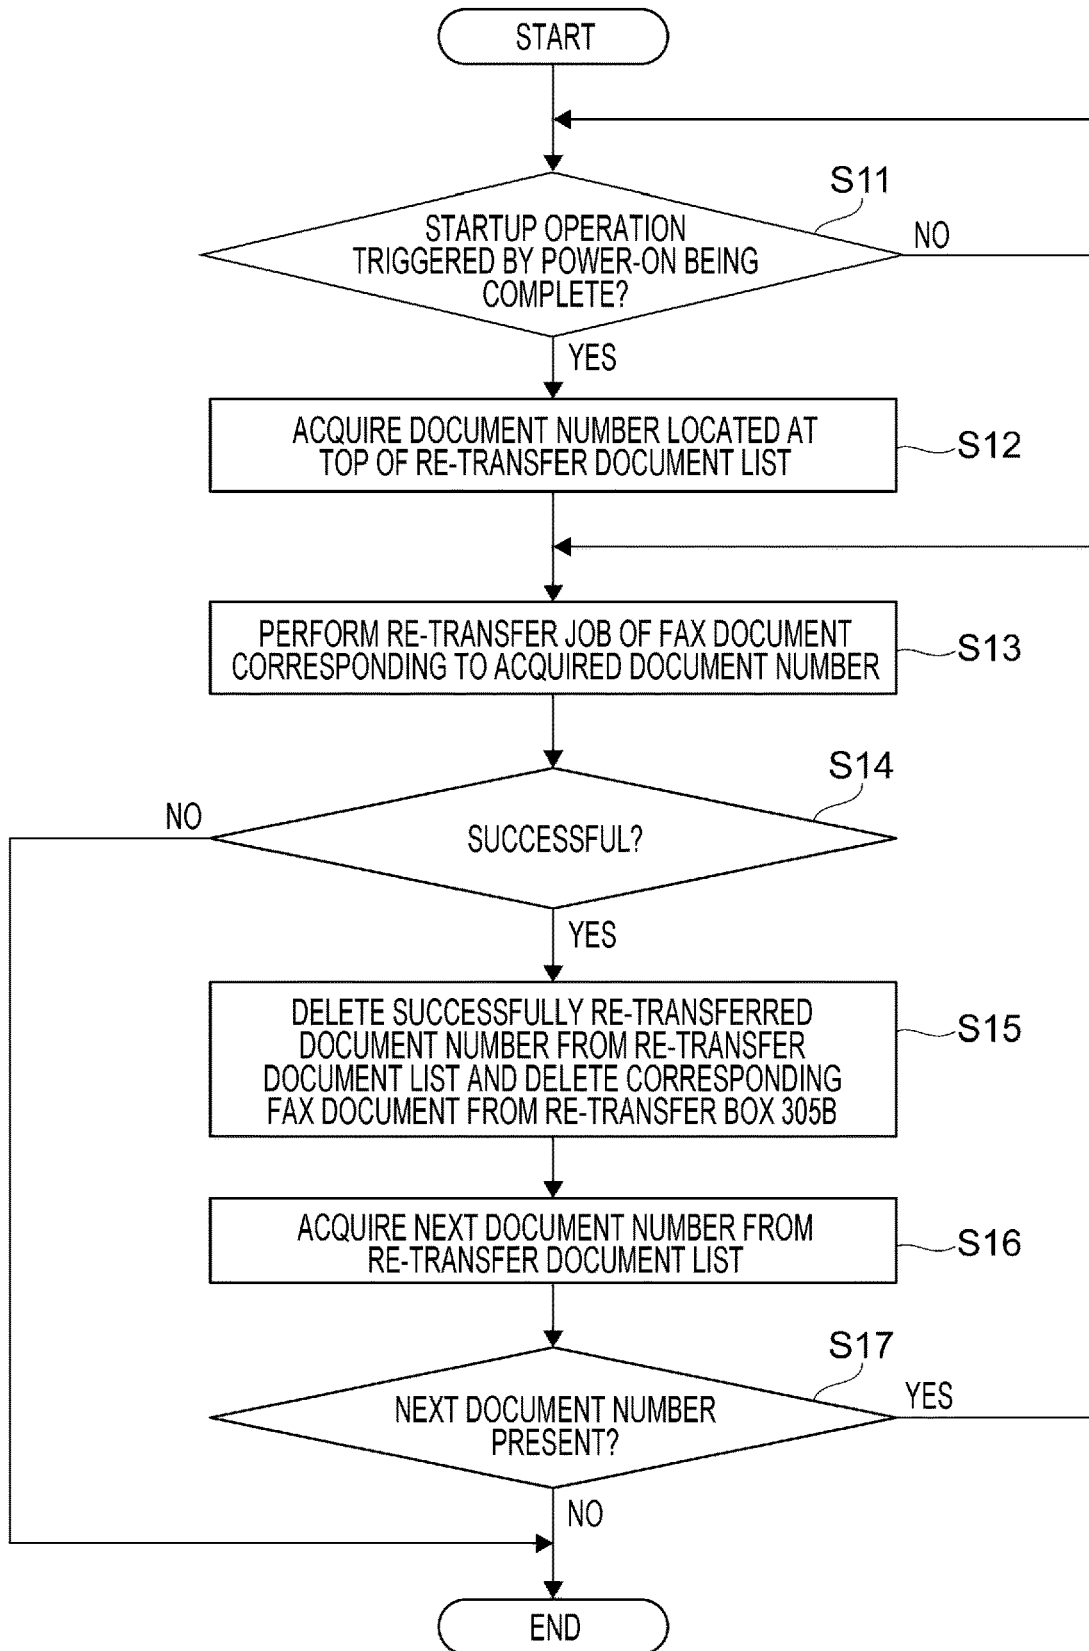 START
S11
STARTUP OPERATION
TRIGGERED BY POWER-ON BEING
COMPLETE?
NO
YES
ACQUIRE DOCUMENT NUMBER LOCATED AT
TOP OF RE-TRANSFER DOCUMENT LIST
S12
PERFORM RE-TRANSFER JOB OF FAX DOCUMENT
CORRESPONDING TO ACQUIRED DOCUMENT NUMBER
S13
S14
NO
SUCCESSFUL?
YES
DELETE SUCCESSFULLY RE-TRANSFERRED
DOCUMENT NUMBER FROM RE-TRANSFER
DOCUMENT LIST AND DELETE CORRESPONDING
FAX DOCUMENT FROM RE-TRANSFER BOX 305B
S15
ACQUIRE NEXT DOCUMENT NUMBER FROM
RE-TRANSFER DOCUMENT LIST
S16
S17
YES
NEXT DOCUMENT NUMBER
PRESENT?
NO
END